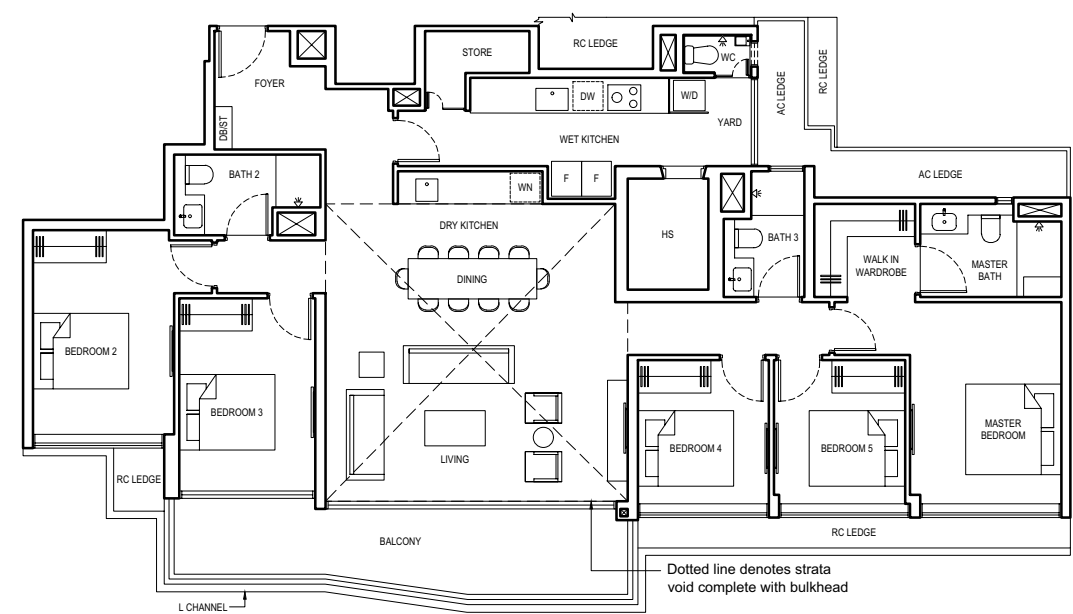 RC LEDGE
STORE
WC
FOYER
AC LEDGE
RC LEDGE
DW
W/D
DB/ST
YARD
WET KITCHEN
BATH 2
F
F
AC LEDGE
WN
DRY KITCHEN
HS
BATH 3
WALK IN
WARDROBE
MASTER
BATH
DINING
BEDROOM 2
BEDROOM 3
MASTER
BEDROOM
LIVING
BEDROOM 4
BEDROOM 5
RC LEDGE
RC LEDGE
BALCONY
Dotted line denotes strata
void complete with bulkhead
L CHANNEL